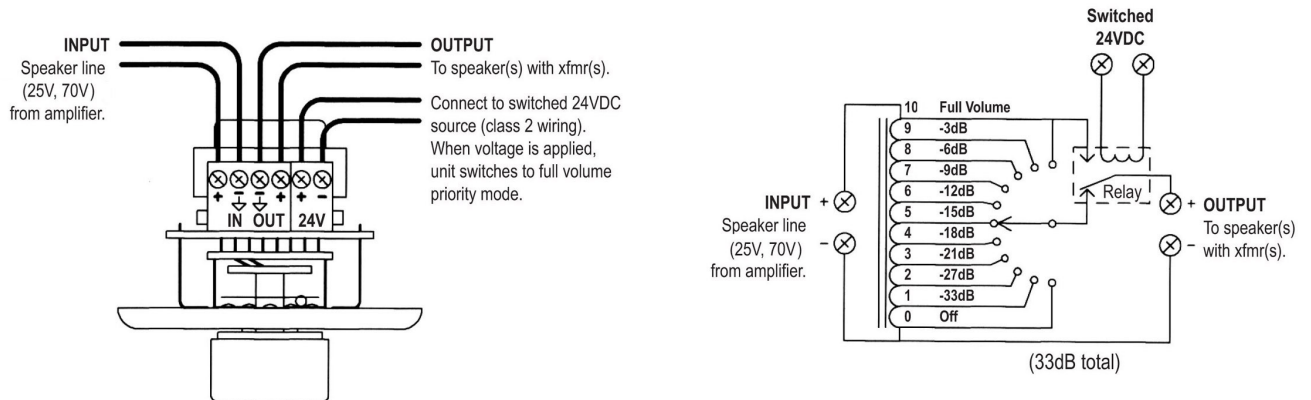 INPUT
Speaker line
(25V, 70V)
from amplifier.
OUTPUT
To speaker(s) with xfmr(s).
Connect to switched 24VDC
source (class 2 wiring).
When voltage is applied,
unit switches to full volume
priority mode.
+ - - + + -
IN OUT 24V
Switched
24VDC
10 Full Volume
9 -3dB
8 -6dB
7 -9dB
6 -12dB
5 -15dB
4 -18dB
3 -21dB
2 -27dB
1 -33dB
0 Off
Relay
INPUT +
Speaker line
(25V, 70V) -
from amplifier.
+ OUTPUT
To speaker(s)
- with xfmr(s).
(33dB total)